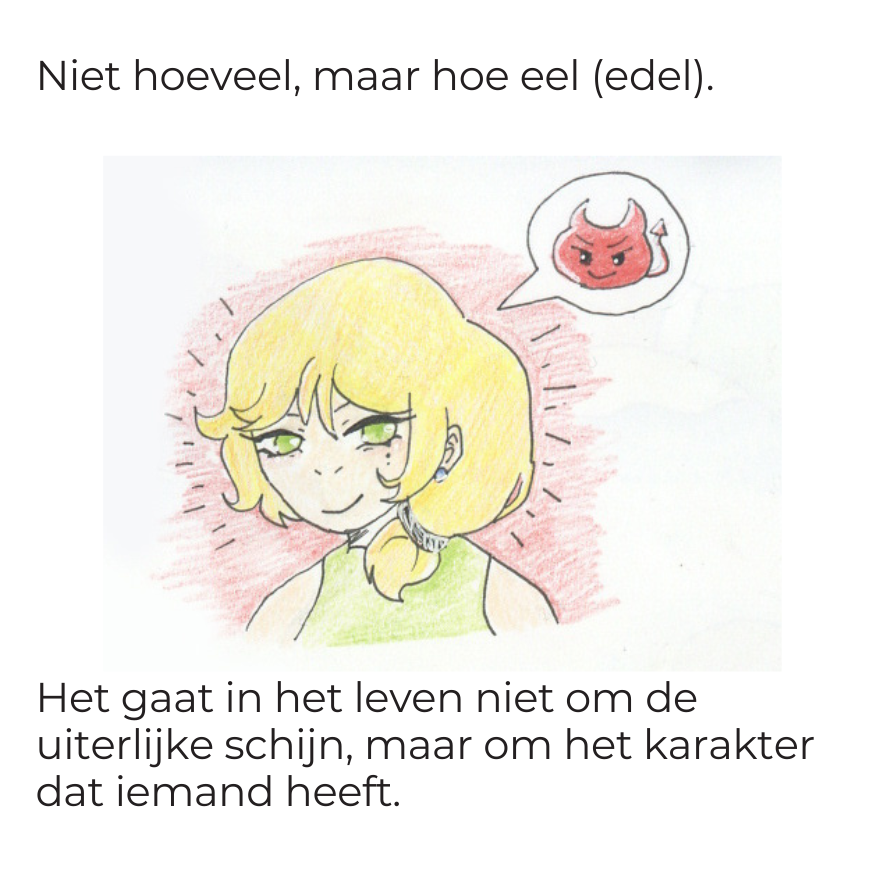 Niet hoeveel, maar hoe eel (edel).
Het gaat in het leven niet om de
uiterlijke schijn, maar om het karakter
dat iemand heeft.